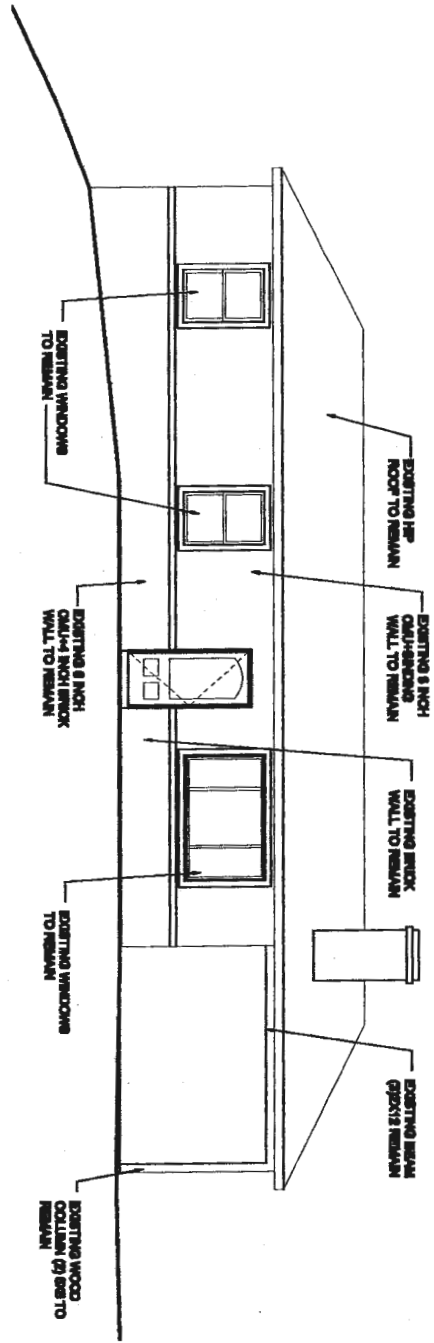 EXISTING HIP
ROOF TO REMAIN
EXISTING 8 INCH
CMU+SIDING
WALL TO REMAIN
EXISTING BRICK
WALL TO REMAIN
EXISTING BEAM
(2)2X12 REMAIN
EXISTING WINDOWS
TO REMAIN
EXISTING 8 INCH
CMU+4 INCH BRICK
WALL TO REMAIN
EXISTING WINDOWS
TO REMAIN
EXISTING WOOD
COLUMN (2) 6X6 TO
REMAIN